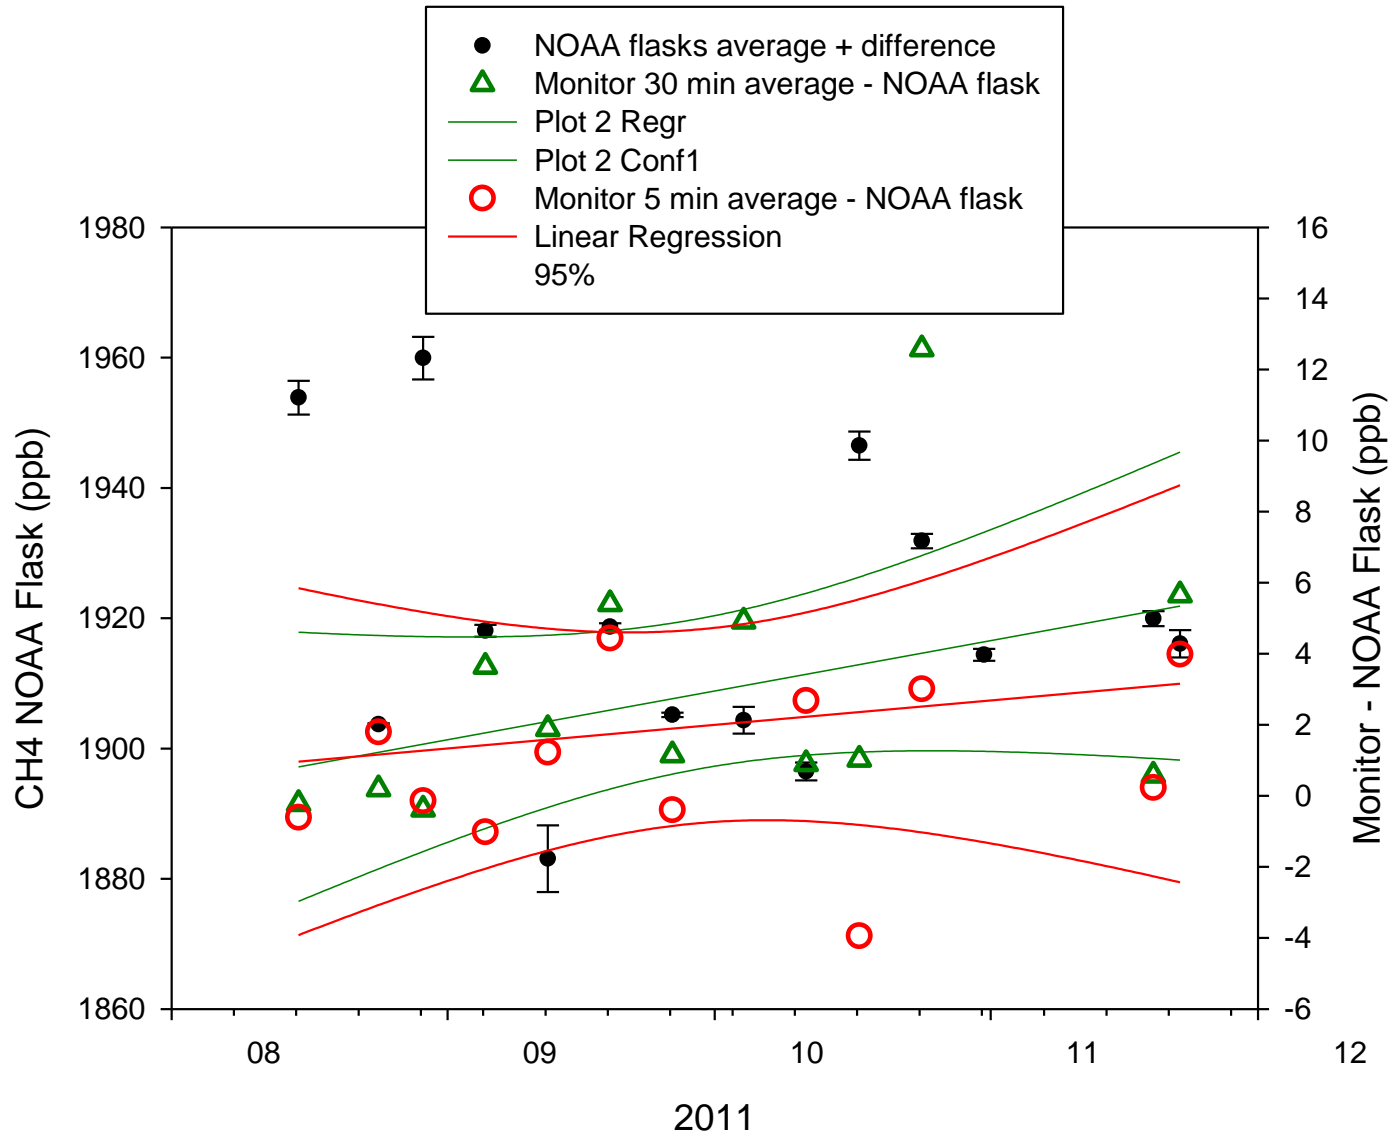 NOAA flasks average + difference
Monitor 30 min average - NOAA flask
Plot 2 Regr
Plot 2 Conf1
Monitor 5 min average - NOAA flask
Linear Regression
95%
CH4 NOAA Flask (ppb)
1980
1960
1940
1920
1900
1880
1860
16
14
12
10
8
6
4
2
0
-2
-4
-6
Monitor - NOAA Flask (ppb)
08 09 10 11 12
2011